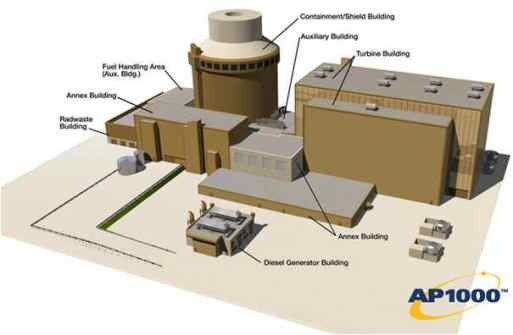 Containment/Shield Building
Auxiliary Building
Turbine Building
Fuel Handling Area
(Aux. Bldg.)
Annex Building
Radwaste
Building
Annex Building
Diesel Generator Building
AP1000™